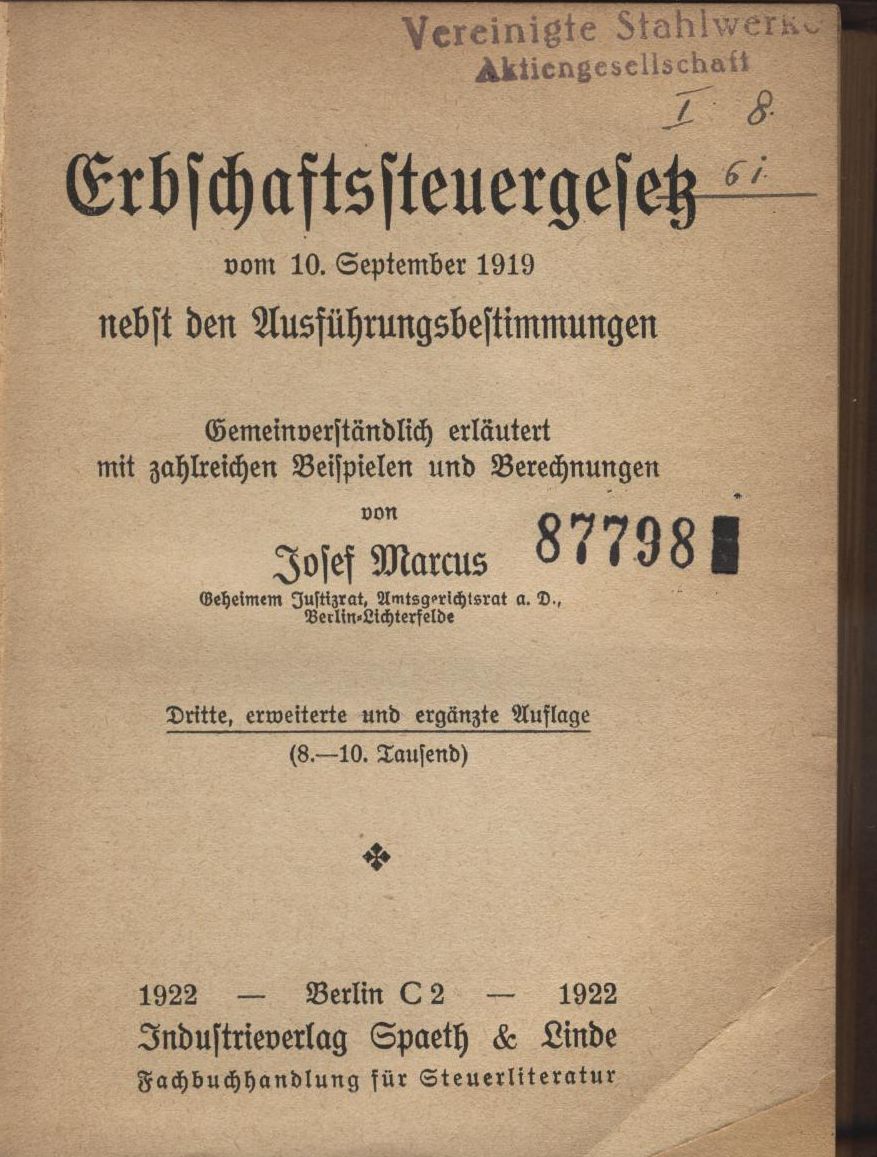 Vereinigte Stahlwerke
Aktiengesellschaft
I 8.
6 i.
Erbschaftssteuergesetz
vom 10. September 1919
nebst den Ausführungsbestimmungen
Gemeinverständlich erläutert
mit zahlreichen Beispielen und Berechnungen
von
Josef Marcus
87798
Geheimem Justizrat, Amtsgerichtsrat a. D.,
Berlin-Lichterfelde
Dritte, erweiterte und ergänzte Auflage
(8.—10. Tausend)
1922 — Berlin C 2 — 1922
Industrieverlag Spaeth & Linde
Fachbuchhandlung für Steuerliteratur